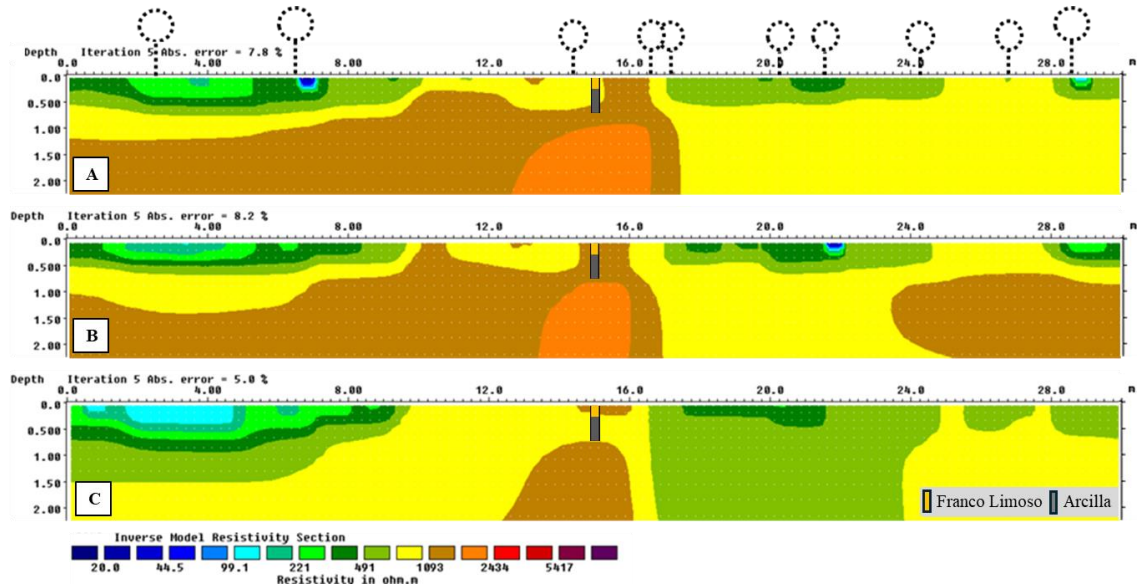 Depth Iteration 5 Abs. error = 7.8 %
0.0 4.00 8.00 12.0 16.0 20.0 24.0 28.0 m
0.0
0.500
1.00
1.50
2.00
A
Depth Iteration 5 Abs. error = 8.2 %
0.0 4.00 8.00 12.0 16.0 20.0 24.0 28.0 m
0.0
0.500
1.00
1.50
2.00
B
Depth Iteration 5 Abs. error = 5.0 %
0.0 4.00 8.00 12.0 16.0 20.0 24.0 28.0 m
0.0
0.500
1.00
1.50
2.00
C
Franco Limoso Arcilla
Inverse Model Resistivity Section
20.0 44.5 99.1 221 491 1093 2434 5417
Resistivity in ohm.m